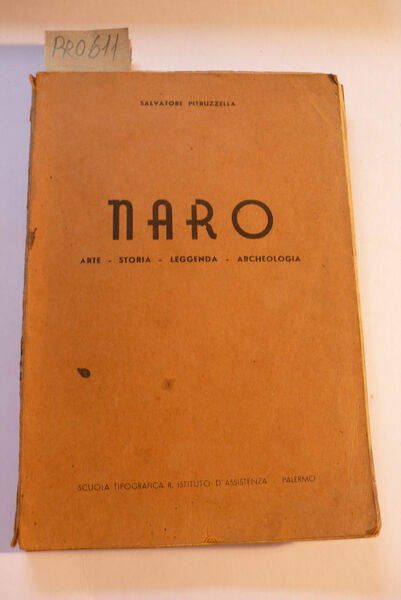 PRO611
SALVATORE PITRUZZELLA
NARO
ARTE - STORIA - LEGGENDA - ARCHEOLOGIA
SCUOLA TIPOGRAFICA R. ISTITUTO D'ASSISTENZA - PALERMO